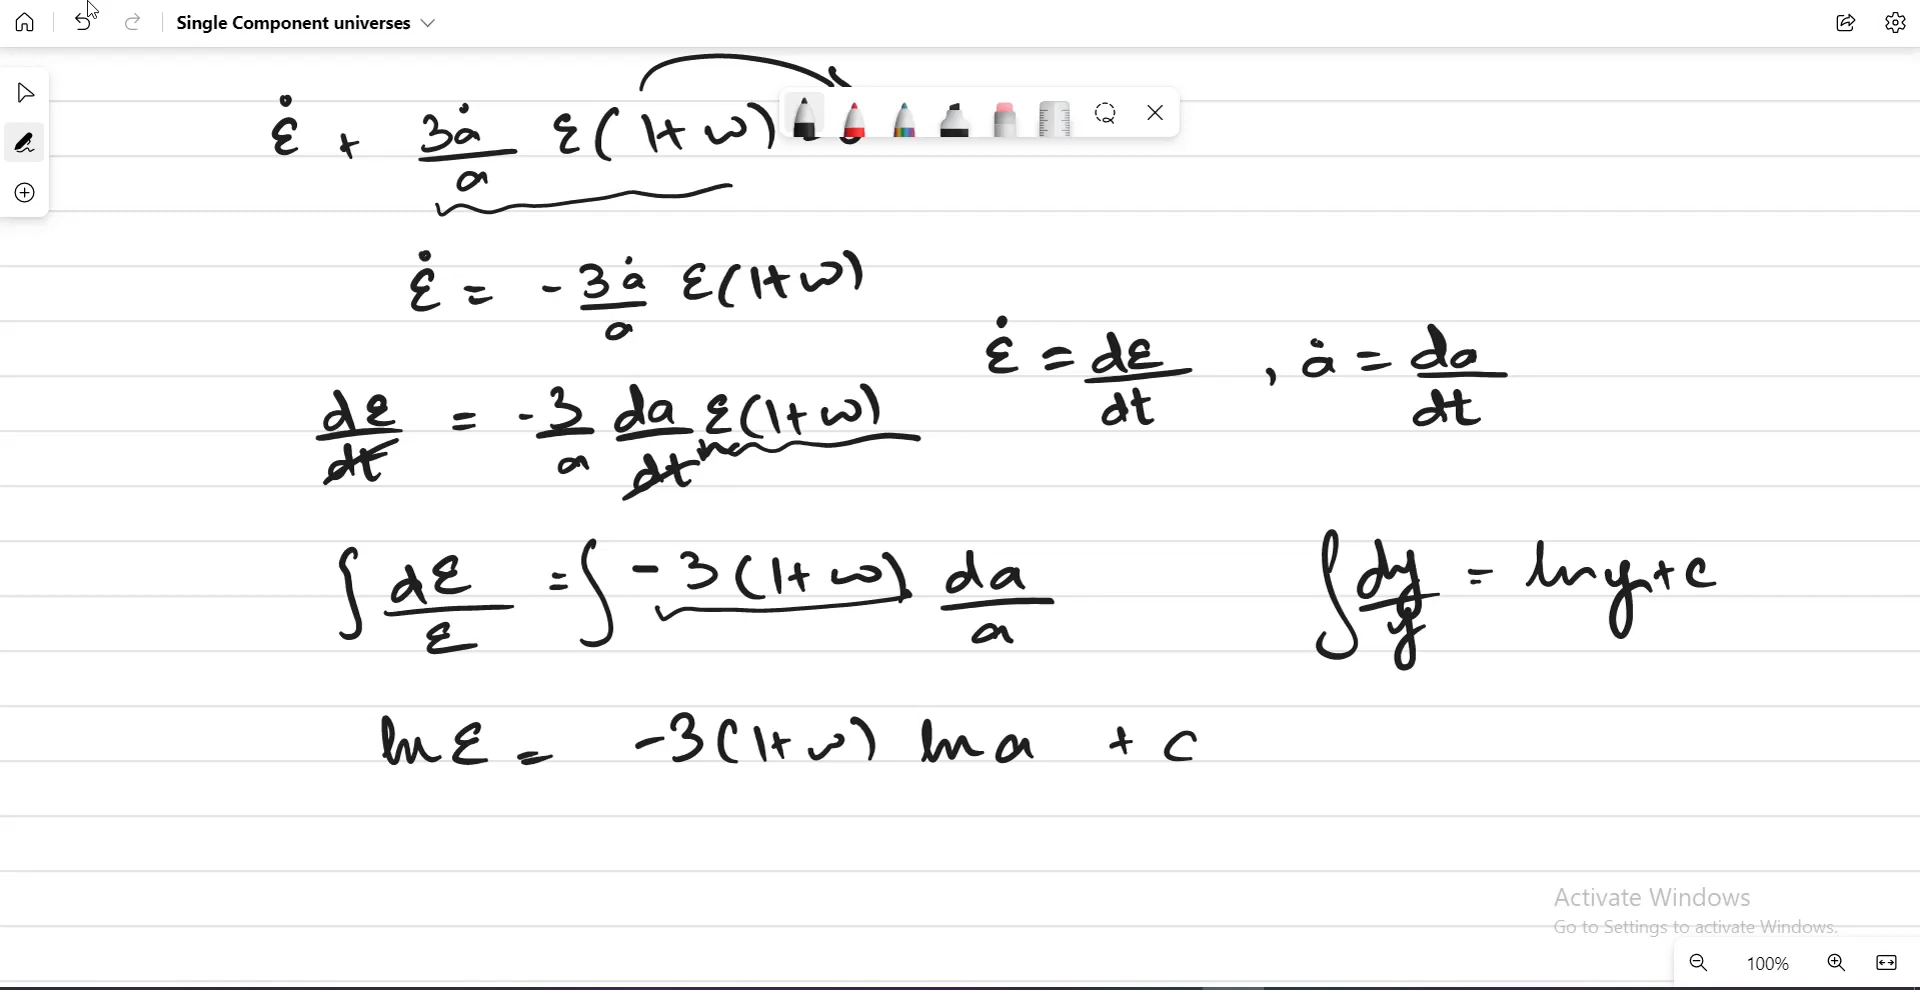 Single Component universes
ε̇ + 3ȧ/a ε(1+w)
ε̇ = -3ȧ/a ε(1+w)
ε̇ = dε/dt , ȧ = da/dt
dε/dt = -3/a da/dt ε(1+w)
∫ dε/ε = ∫ -3(1+w) da/a
∫ dy/y = ln y + c
ln ε = -3(1+w) ln a + c
Activate Windows
Go to Settings to activate Windows.
100%